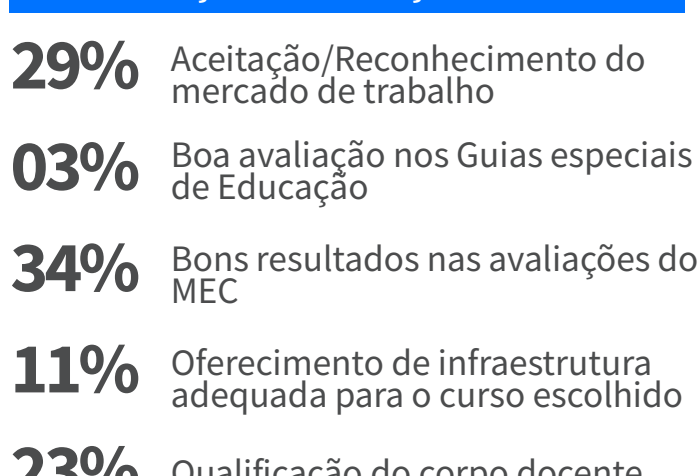 29%
Aceitação/Reconhecimento do
mercado de trabalho
03%
Boa avaliação nos Guias especiais
de Educação
34%
Bons resultados nas avaliações do
MEC
11%
Oferecimento de infraestrutura
adequada para o curso escolhido
23%
Qualificação do corpo docente